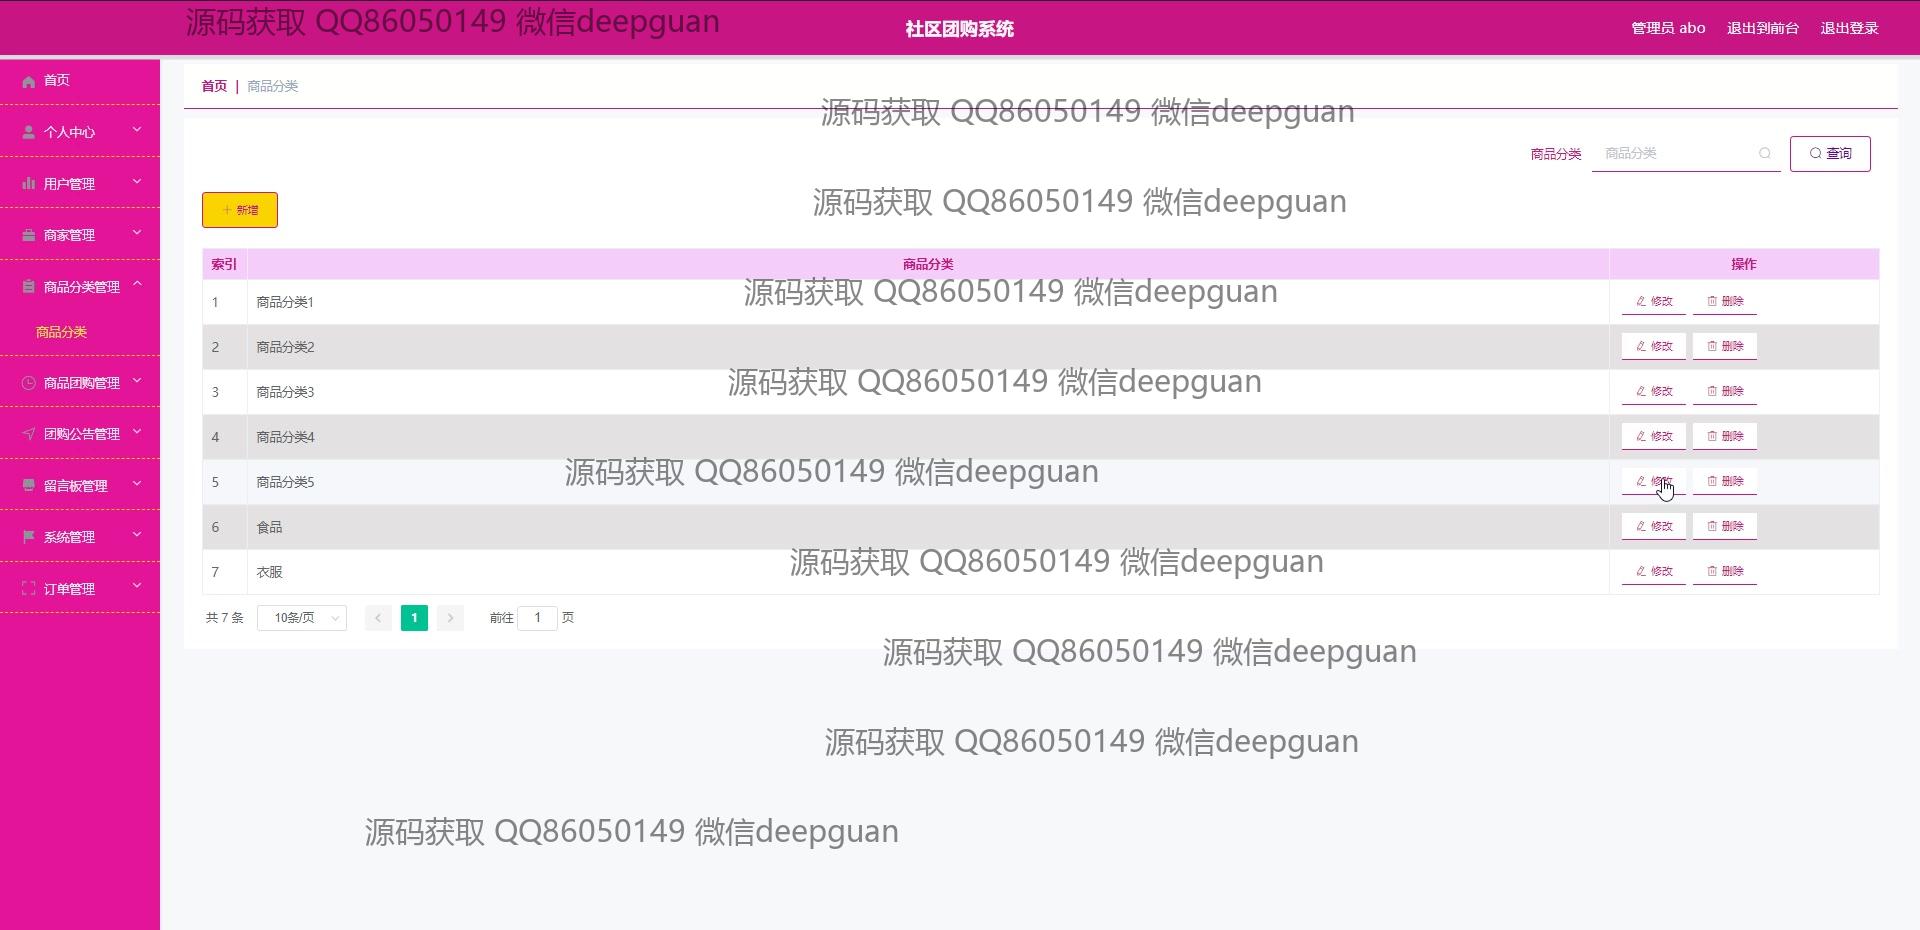 源码获取 QQ86050149 微信deepguan
社区团购系统
管理员 abo 退出到前台 退出登录
首页
个人中心
用户管理
商家管理
商品分类管理
商品分类
商品团购管理
团购公告管理
留言板管理
系统管理
订单管理
首页 | 商品分类
源码获取 QQ86050149 微信deepguan
商品分类 商品分类 查询
源码获取 QQ86050149 微信deepguan
新增
索引 商品分类 操作
源码获取 QQ86050149 微信deepguan
1 商品分类1 修改 删除
2 商品分类2 修改 删除
源码获取 QQ86050149 微信deepguan
3 商品分类3 修改 删除
4 商品分类4 修改 删除
源码获取 QQ86050149 微信deepguan
5 商品分类5 修改 删除
6 食品 修改 删除
源码获取 QQ86050149 微信deepguan
7 衣服 修改 删除
共 7 条 10条/页 1 前往 1 页
源码获取 QQ86050149 微信deepguan
源码获取 QQ86050149 微信deepguan
源码获取 QQ86050149 微信deepguan